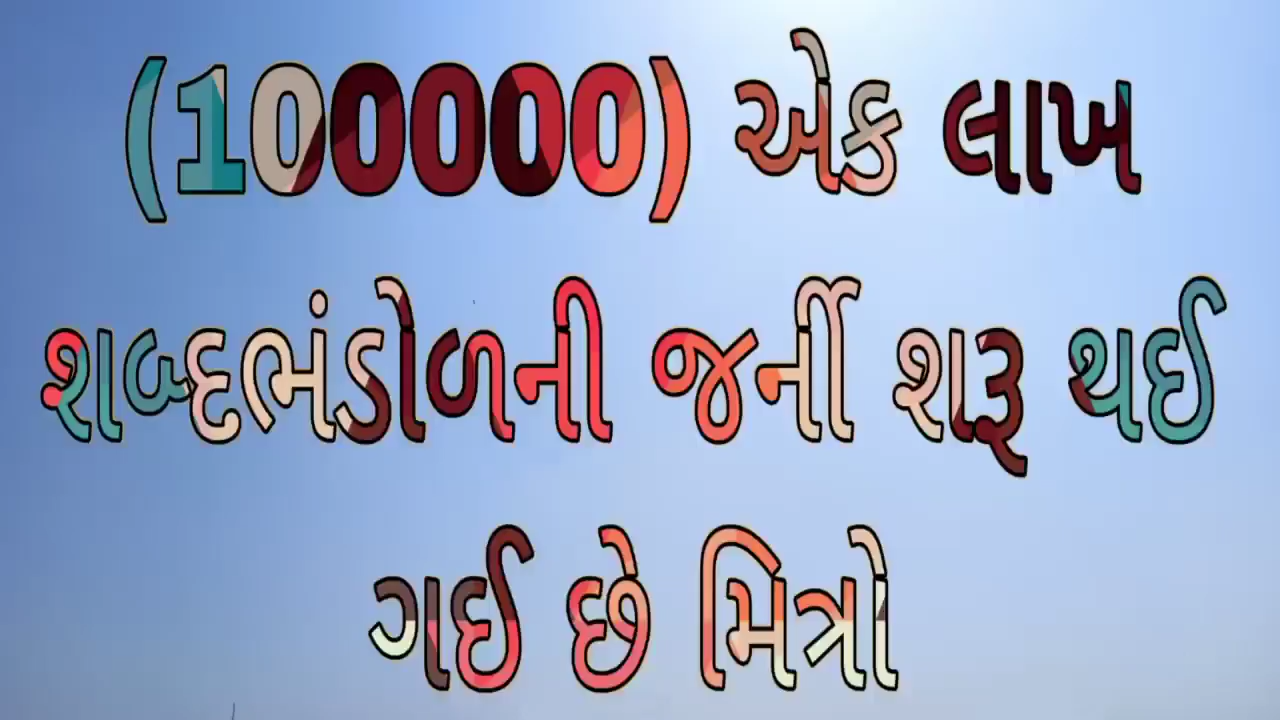 (100000) એક લાખ
શબ્દભંડોળની જર્ની શરૂ થઈ
ગઈ છે મિત્રો